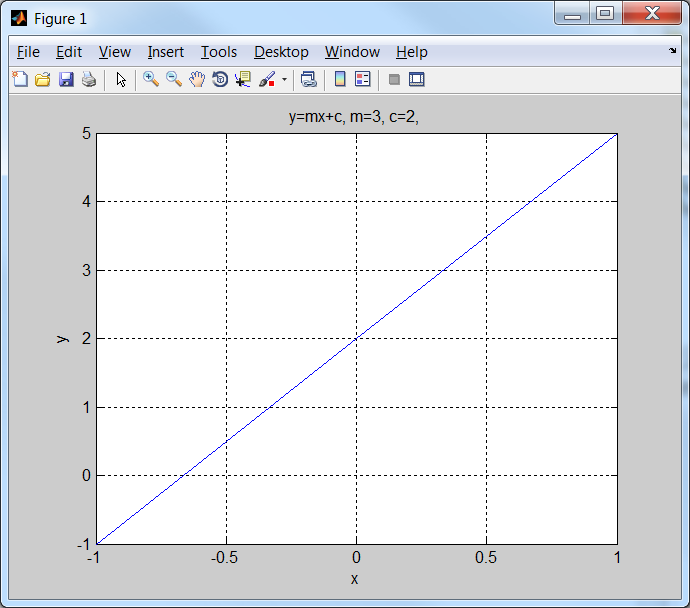 Figure 1
File Edit View Insert Tools Desktop Window Help
y=mx+c, m=3, c=2,
5
4
3
2
1
0
-1
y
-1 -0.5 0 0.5 1
x